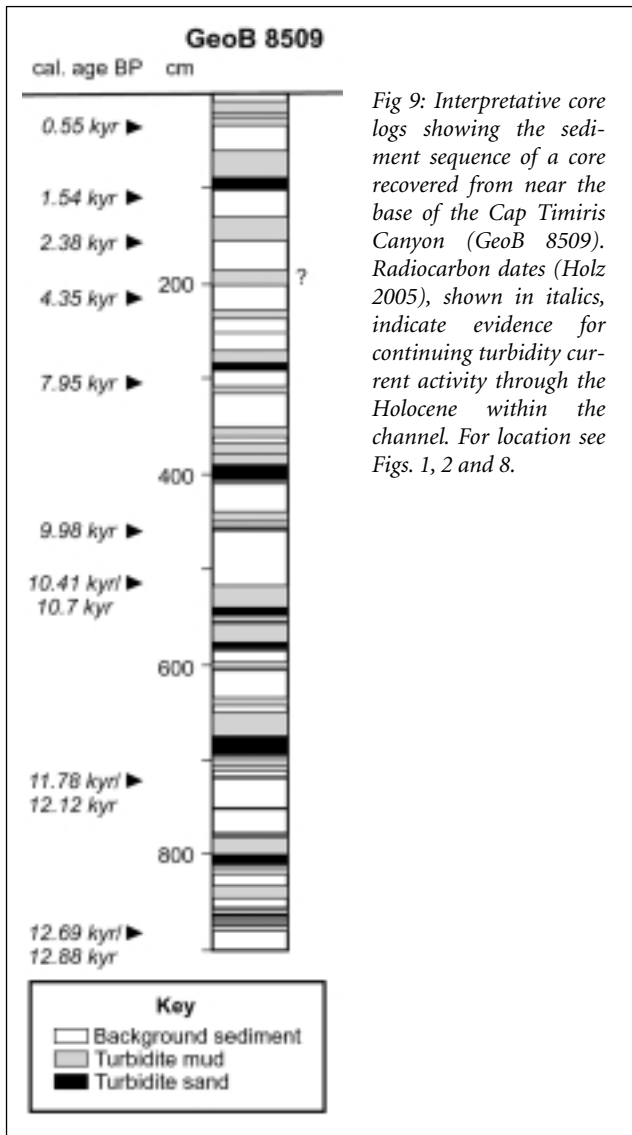 GeoB 8509
cal. age BP cm
0.55 kyr ►
1.54 kyr ►
2.38 kyr ►
200
?
4.35 kyr ►
7.95 kyr ►
400
9.98 kyr ►
10.41 kyr/ ►
10.7 kyr
600
11.78 kyr/ ►
12.12 kyr
800
12.69 kyr/ ►
12.88 kyr
Key
Background sediment
Turbidite mud
Turbidite sand
Fig 9: Interpretative core
logs showing the sedi-
ment sequence of a core
recovered from near the
base of the Cap Timiris
Canyon (GeoB 8509).
Radiocarbon dates (Holz
2005), shown in italics,
indicate evidence for
continuing turbidity cur-
rent activity through the
Holocene within the
channel. For location see
Figs. 1, 2 and 8.